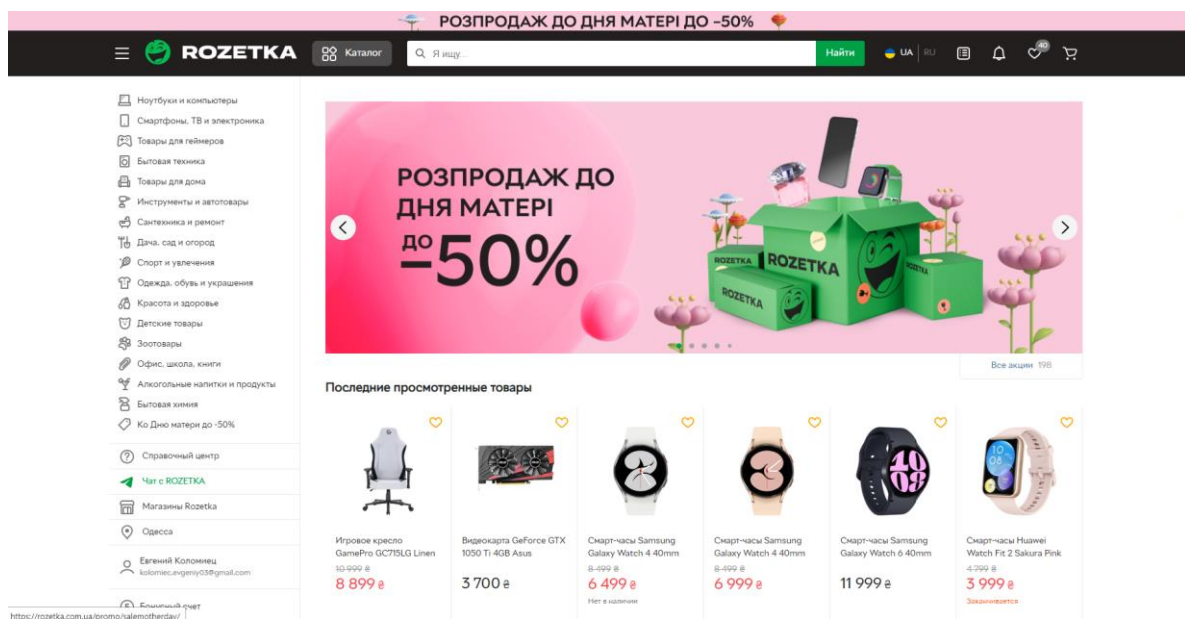 РОЗПРОДАЖ ДО ДНЯ МАТЕРІ ДО –50%
ROZETKA
Каталог
Я ищу...
Найти
UA | RU
40
Ноутбуки и компьютеры
Смартфоны, ТВ и электроника
Товары для геймеров
Бытовая техника
Товары для дома
Инструменты и автотовары
Сантехника и ремонт
Дача, сад и огород
Спорт и увлечения
Одежда, обувь и украшения
Красота и здоровье
Детские товары
Зоотовары
Офис, школа, книги
Алкогольные напитки и продукты
Бытовая химия
Ко Дню матери до -50%
Справочный центр
Чат с ROZETKA
Магазины Rozetka
Одесса
Евгений Коломиец
kolomiec.evgeniy03@gmail.com
Бонусный счет
https://rozetka.com.ua/promo/salemotherday/
РОЗПРОДАЖ ДО
ДНЯ МАТЕРІ
ДО –50%
ROZETKA
ROZETKA
ROZETKA
ROZETKA
Все акции 198
Последние просмотренные товары
Игровое кресло
GamePro GC715LG Linen
10 999 ₴
8 899 ₴
Видеокарта GeForce GTX
1050 Ti 4GB Asus
3 700 ₴
Смарт-часы Samsung
Galaxy Watch 4 40mm
8 499 ₴
6 499 ₴
Нет в наличии
Смарт-часы Samsung
Galaxy Watch 4 40mm
8 499 ₴
6 999 ₴
10
08
Смарт-часы Samsung
Galaxy Watch 6 40mm
11 999 ₴
10
08
Смарт-часы Huawei
Watch Fit 2 Sakura Pink
4 799 ₴
3 999 ₴
Заканчивается